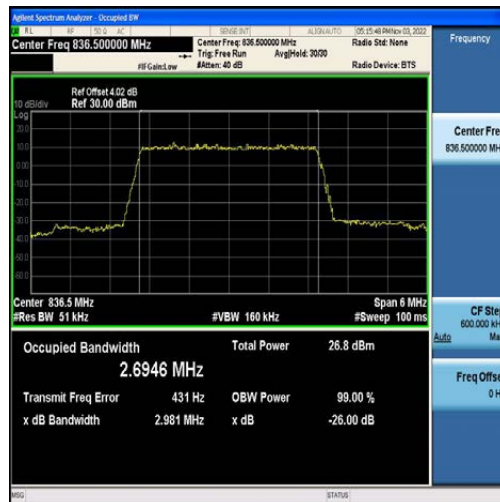 Agilent Spectrum Analyzer - Occupied BW
RL RF 50 Ω AC SENSE:INT ALIGNAUTO 05:15:48 PM Nov 03, 2022
Center Freq 836.500000 MHz
Center Freq: 836.500000 MHz Radio Std: None
Trig: Free Run Avg|Hold: 30/30
#IFGain:Low #Atten: 40 dB Radio Device: BTS
Frequency
Ref Offset 4.02 dB
10 dB/div Ref 30.00 dBm
Log
20.0
10.0
0.00
-10.0
-20.0
-30.0
-40.0
-50.0
-60.0
Center Fre
836.500000 MH
Center 836.5 MHz Span 6 MHz
#Res BW 51 kHz #VBW 160 kHz #Sweep 100 ms
CF Ste
600.000 kH
Auto Ma
Occupied Bandwidth Total Power 26.8 dBm
2.6946 MHz
Transmit Freq Error 431 Hz OBW Power 99.00 %
x dB Bandwidth 2.981 MHz x dB -26.00 dB
Freq Offse
0 H
MSG STATUS